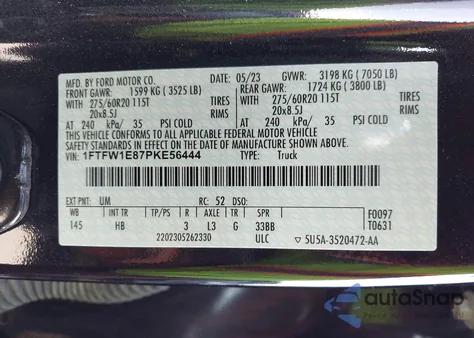 MFD. BY FORD MOTOR CO. 05/23 GVWR: 3198 KG (7050 LB)
FRONT GAWR: 1599 KG (3525 LB) REAR GAWR: 1724 KG (3800 LB)
275/60R20 115T TIRES 275/60R20 115T TIRES
20x8.5J RIMS 20x8.5J RIMS
AT 240 kPa/ 35 PSI COLD AT 240 kPa/ 35 PSI COLD
THIS VEHICLE CONFORMS TO ALL APPLICABLE FEDERAL MOTOR VEHICLE
SAFETY STANDARDS IN EFFECT ON THE DATE OF MANUFACTURE SHOWN ABOVE.
VIN: 1FTFW1E87PKE56444 TYPE: Truck
EXT PNT: UM RC: 52 DSO:
WB INT TR TP/PS R AXLE TR SPR F0097
145 HB 3 L3 G 33BB T0631
2202305262330 ULC 5U5A-3520472-AA
autoSnap